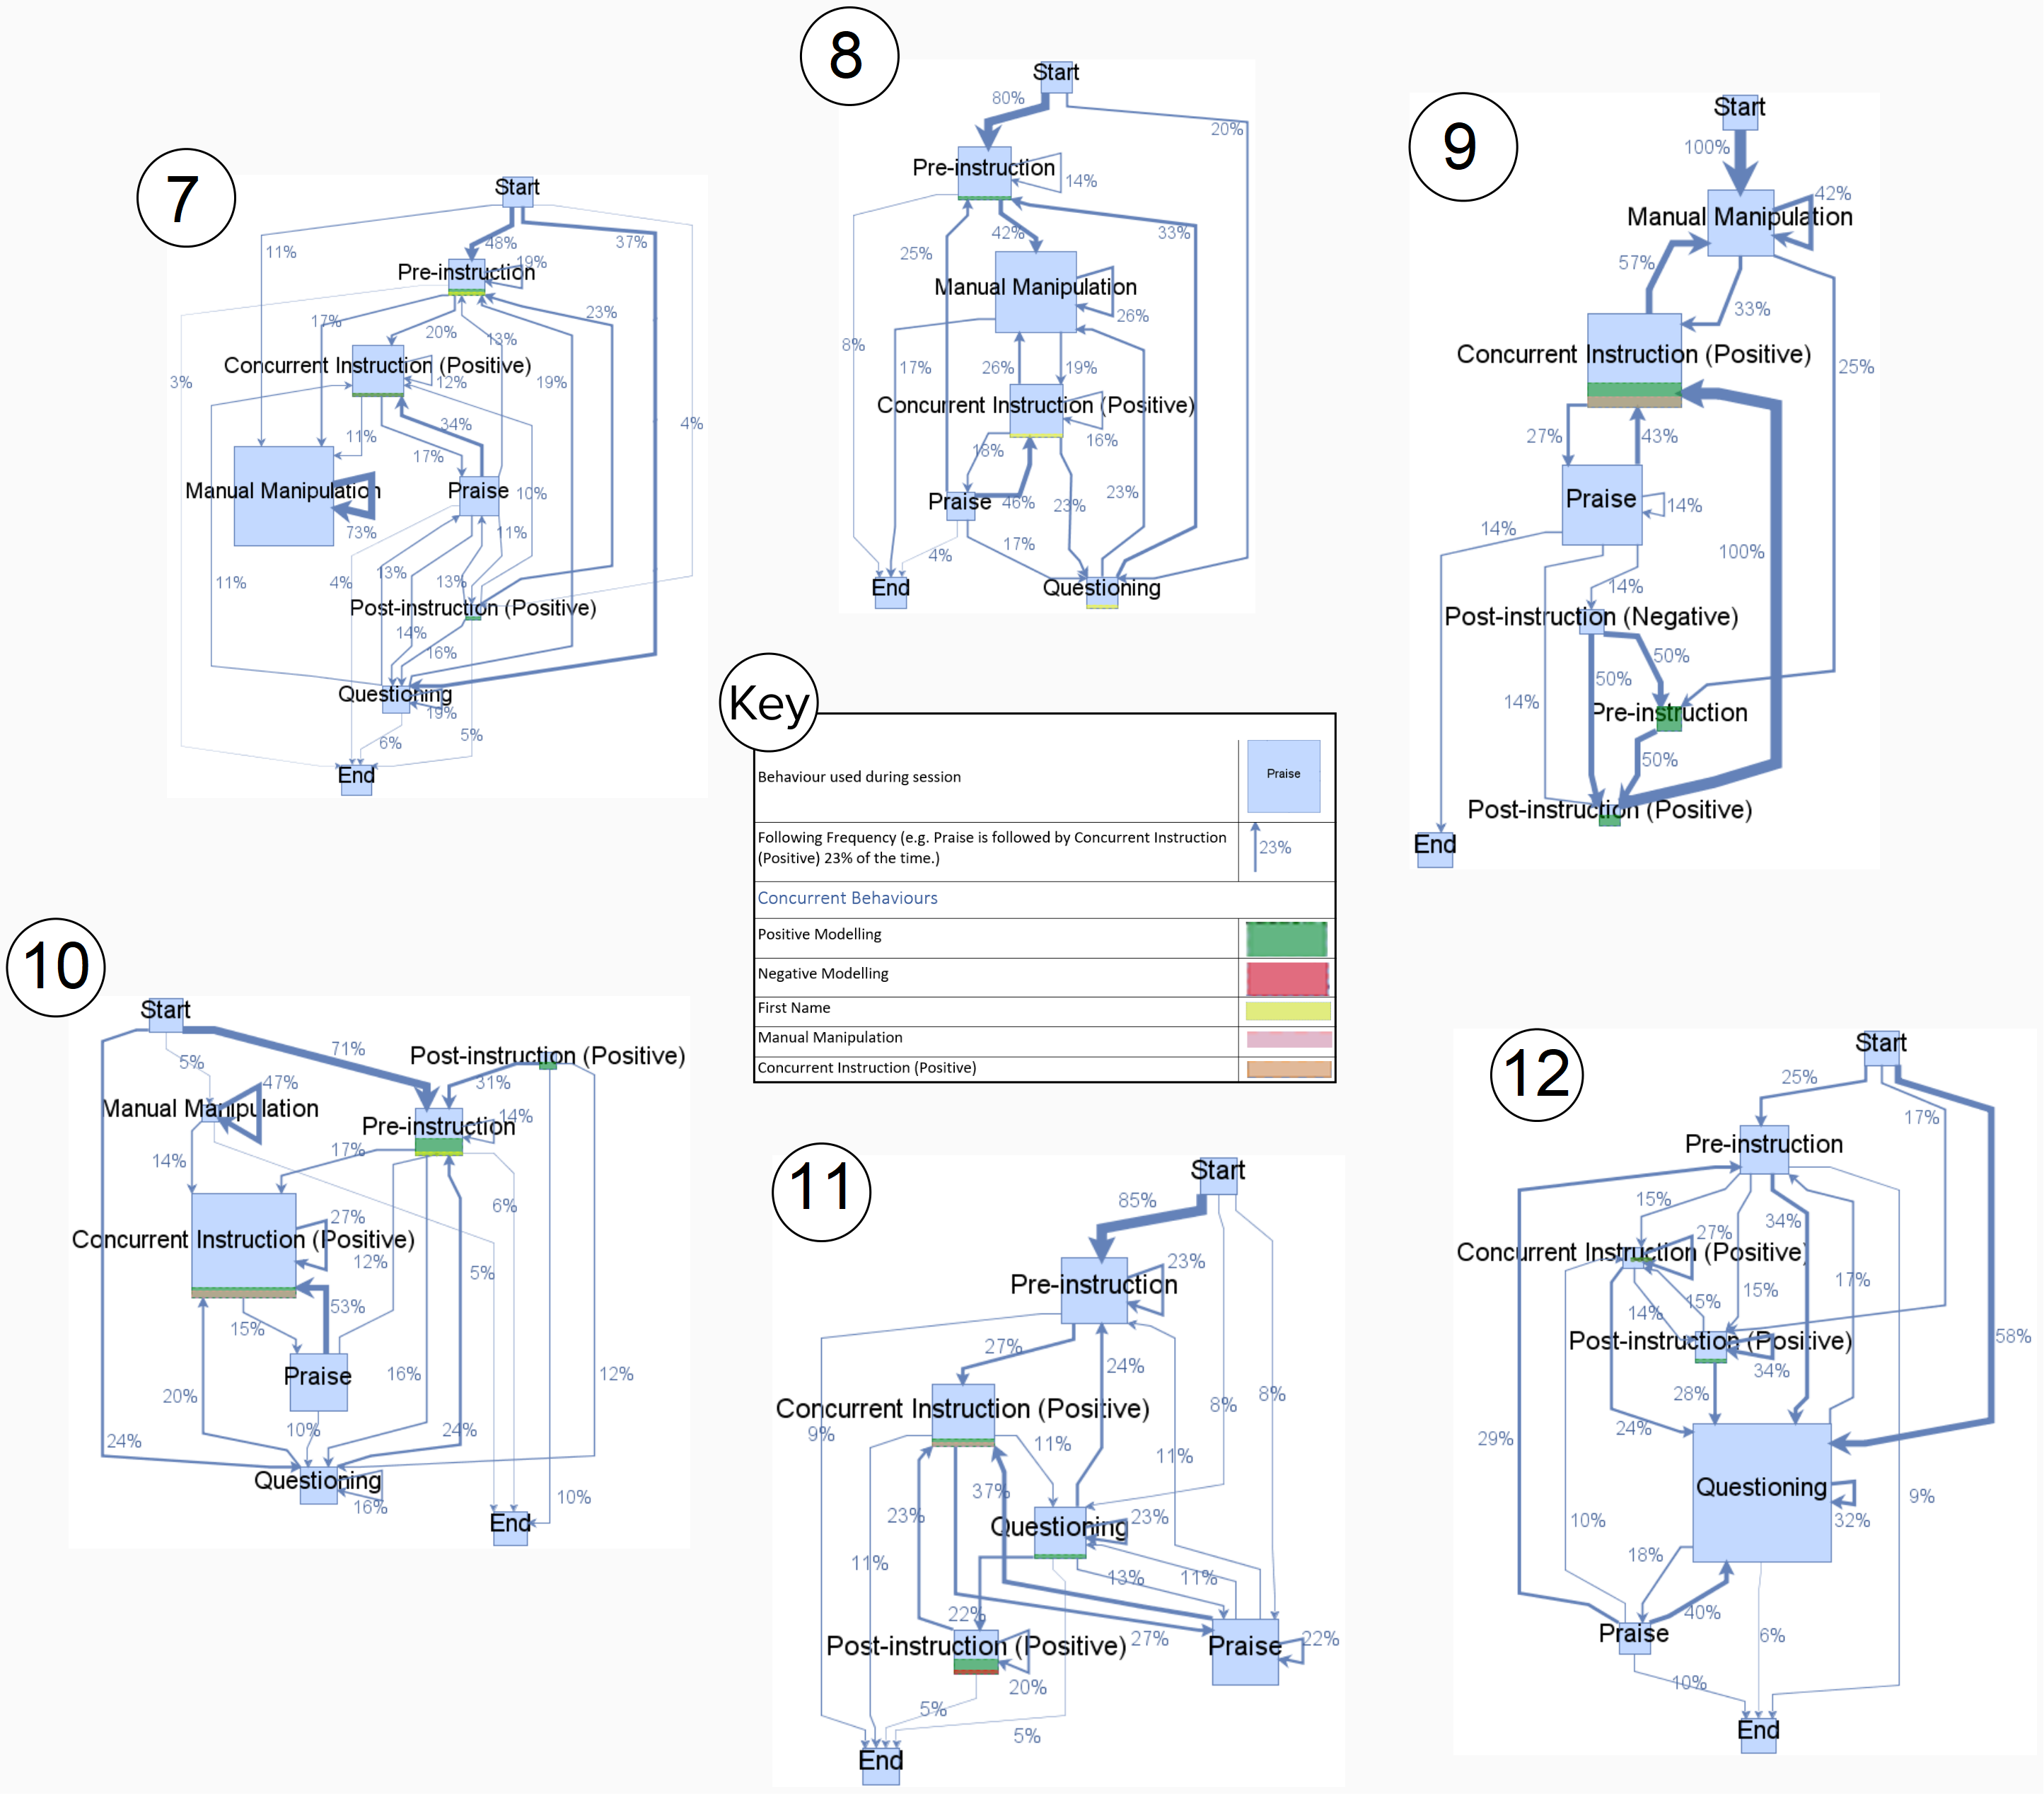 7
Start
11%
48%
37%
Pre-instruction
19%
17%
20%
13%
23%
Concurrent Instruction (Positive)
3%
12%
19%
4%
34%
11%
17%
Manual Manipulation
Praise
10%
73%
11%
11%
4%
13%
13%
Post-instruction (Positive)
14%
16%
Questioning
19%
6%
5%
End
8
Start
80%
20%
Pre-instruction
14%
42%
33%
25%
Manual Manipulation
26%
8%
17%
26%
19%
Concurrent Instruction (Positive)
18%
16%
Praise
46%
23%
23%
17%
4%
End
Questioning
9
Start
100%
42%
Manual Manipulation
57%
33%
Concurrent Instruction (Positive)
25%
27%
43%
Praise
14%
14%
100%
14%
Post-instruction (Negative)
50%
50%
14%
Pre-instruction
50%
Post-instruction (Positive)
End
Key
Behaviour used during session
Praise
Following Frequency (e.g. Praise is followed by Concurrent Instruction
(Positive) 23% of the time.)
23%
Concurrent Behaviours
Positive Modelling
Negative Modelling
First Name
Manual Manipulation
Concurrent Instruction (Positive)
10
Start
71%
Post-instruction (Positive)
5%
47%
31%
Manual Manipulation
14%
Pre-instruction
17%
14%
6%
27%
Concurrent Instruction (Positive)
12%
5%
53%
15%
Praise
16%
12%
20%
10%
24%
24%
Questioning
16%
10%
End
11
Start
85%
23%
Pre-instruction
27%
24%
8%
8%
Concurrent Instruction (Positive)
9%
11%
11%
37%
23%
Questioning
23%
11%
13%
11%
22%
Post-instruction (Positive)
27%
Praise
22%
20%
5%
5%
End
12
Start
25%
17%
Pre-instruction
15%
34%
27%
Concurrent Instruction (Positive)
17%
15%
14%
15%
Post-instruction (Positive)
58%
34%
28%
24%
29%
Questioning
9%
10%
32%
18%
40%
Praise
6%
10%
End